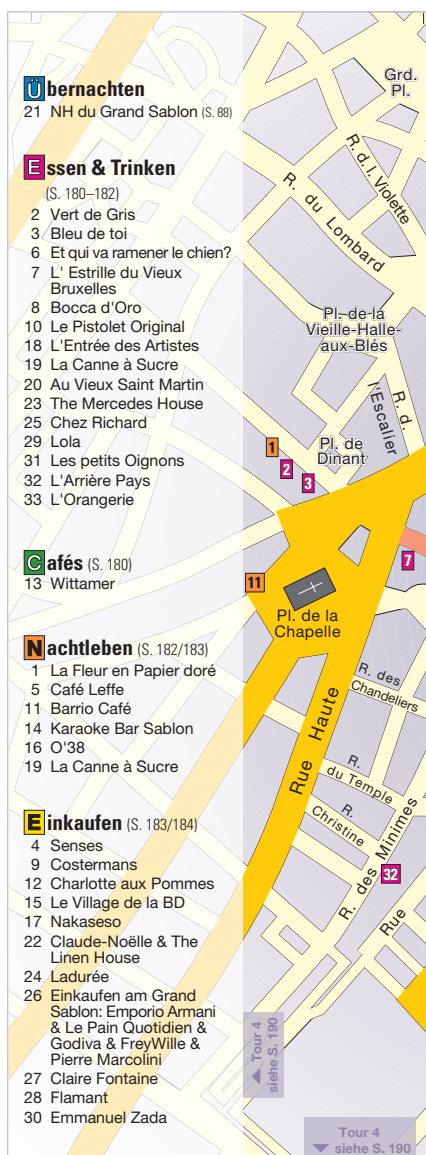 Übernachten
21 NH du Grand Sablon (S. 88)
Essen & Trinken
(S. 180–182)
2 Vert de Gris
3 Bleu de toi
6 Et qui va ramener le chien?
7 L' Estrille du Vieux
Bruxelles
8 Bocca d'Oro
10 Le Pistolet Original
18 L'Entrée des Artistes
19 La Canne à Sucre
20 Au Vieux Saint Martin
23 The Mercedes House
25 Chez Richard
29 Lola
31 Les petits Oignons
32 L'Arrière Pays
33 L'Orangerie
Cafés (S. 180)
13 Wittamer
Nachtleben (S. 182/183)
1 La Fleur en Papier doré
5 Café Leffe
11 Barrio Café
14 Karaoke Bar Sablon
16 O'38
19 La Canne à Sucre
Einkaufen (S. 183/184)
4 Senses
9 Costermans
12 Charlotte aux Pommes
15 Le Village de la BD
17 Nakaseso
22 Claude-Noëlle & The
Linen House
24 Ladurée
26 Einkaufen am Grand
Sablon: Emporio Armani
& Le Pain Quotidien &
Godiva & FreyWille &
Pierre Marcolini
27 Claire Fontaine
28 Flamant
30 Emmanuel Zada
Grd.
Pl.
R. d. l. Violette
R. du Lombard
Pl. de la
Vieille-Halle-
aux-Blés
R. d.
l'Escalier
Pl. de
Dinant
1
2
3
7
11
Pl. de la
Chapelle
R. des
Chandeliers
Rue Haute
R.
du Temple
R.
Christine
R. des Minimes
32
Rue
Tour 4
siehe S. 190
Tour 4
siehe S. 190